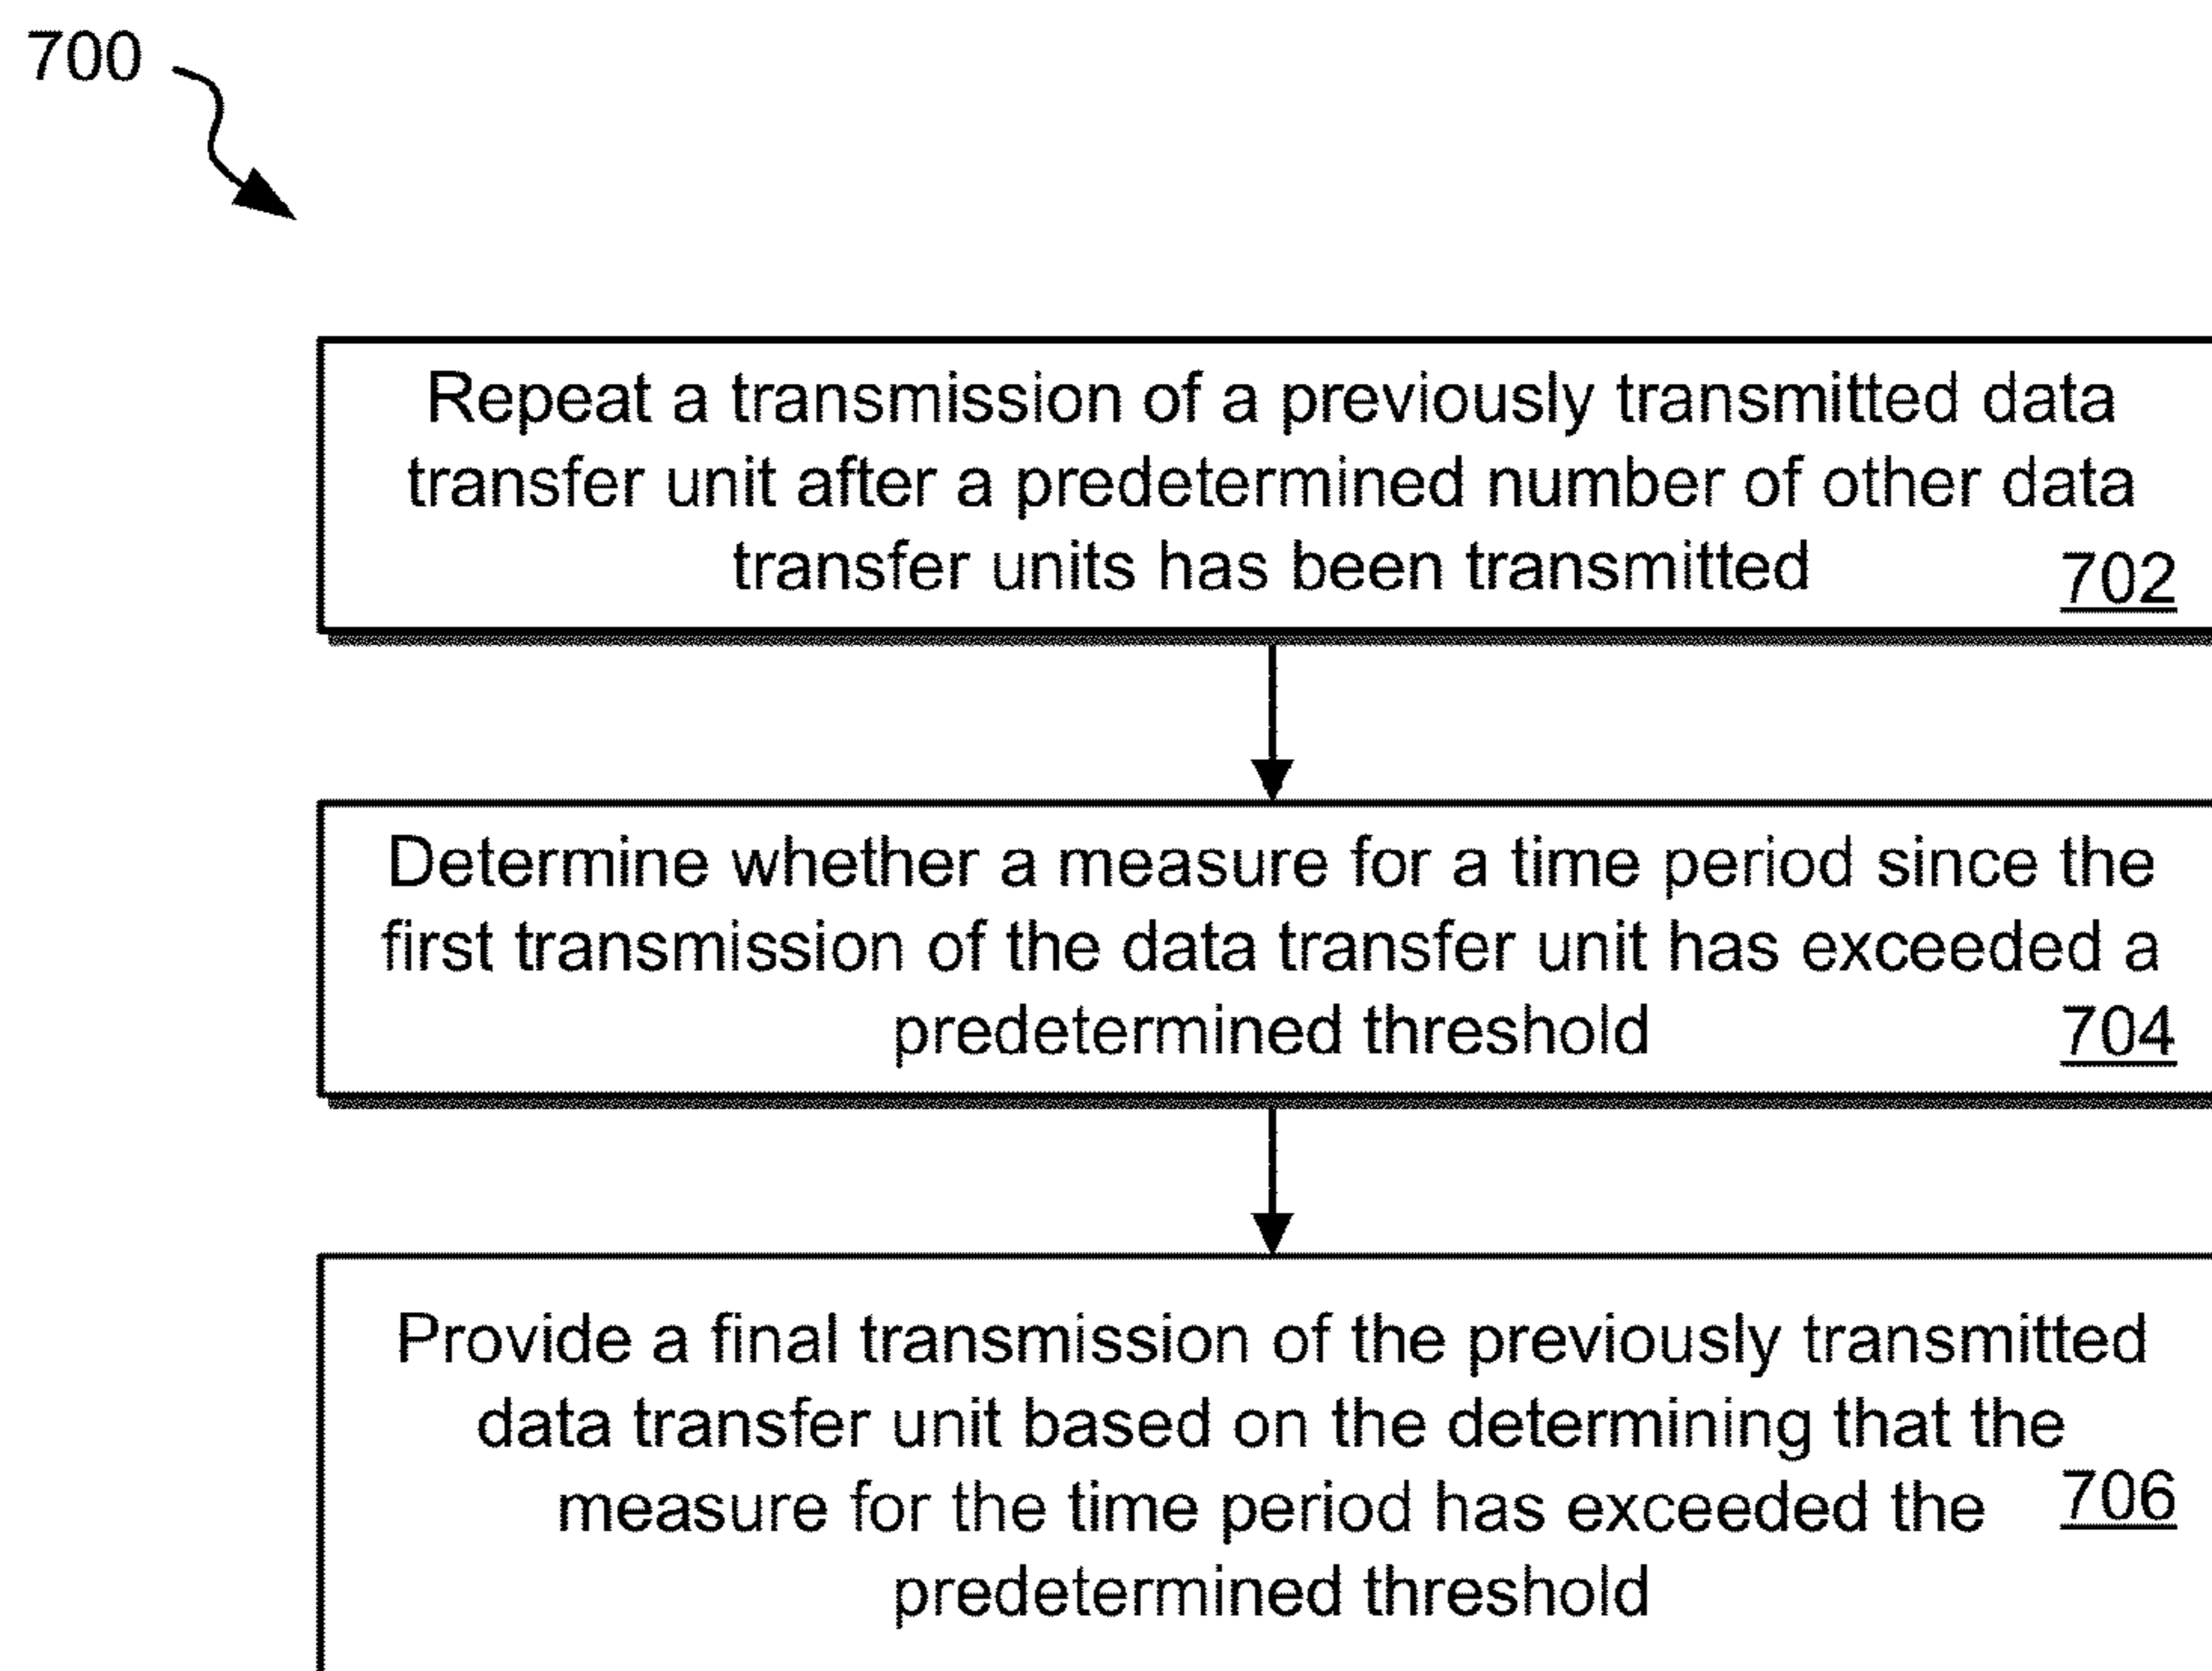 700
Repeat a transmission of a previously transmitted data
transfer unit after a predetermined number of other data
transfer units has been transmitted
702
Determine whether a measure for a time period since the
first transmission of the data transfer unit has exceeded a
predetermined threshold
704
Provide a final transmission of the previously transmitted
data transfer unit based on the determining that the
measure for the time period has exceeded the
706
predetermined threshold